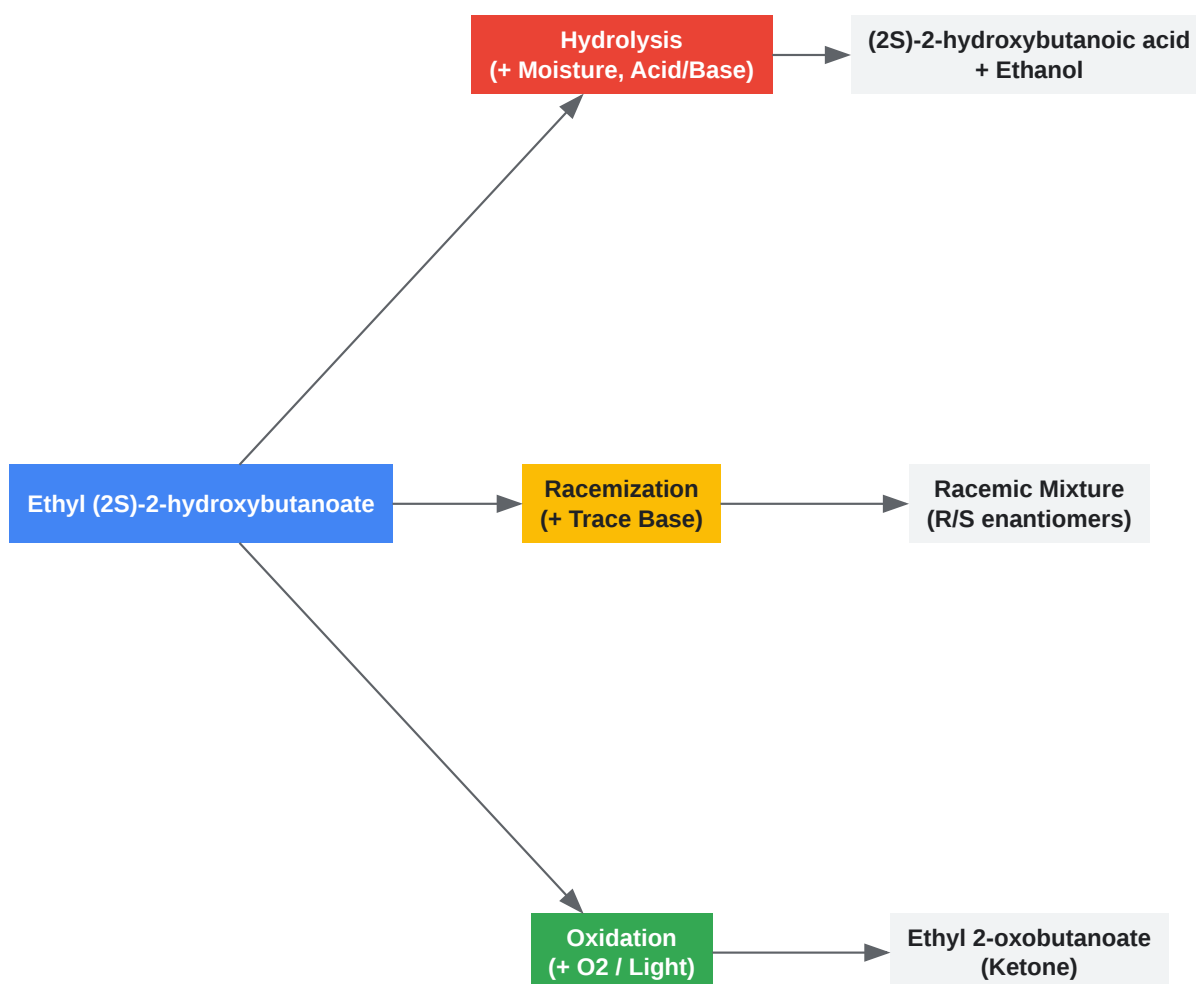 Hydrolysis
(+ Moisture, Acid/Base)
(2S)-2-hydroxybutanoic acid
+ Ethanol
Ethyl (2S)-2-hydroxybutanoate
Racemization
(+ Trace Base)
Racemic Mixture
(R/S enantiomers)
Oxidation
(+ O2 / Light)
Ethyl 2-oxobutanoate
(Ketone)